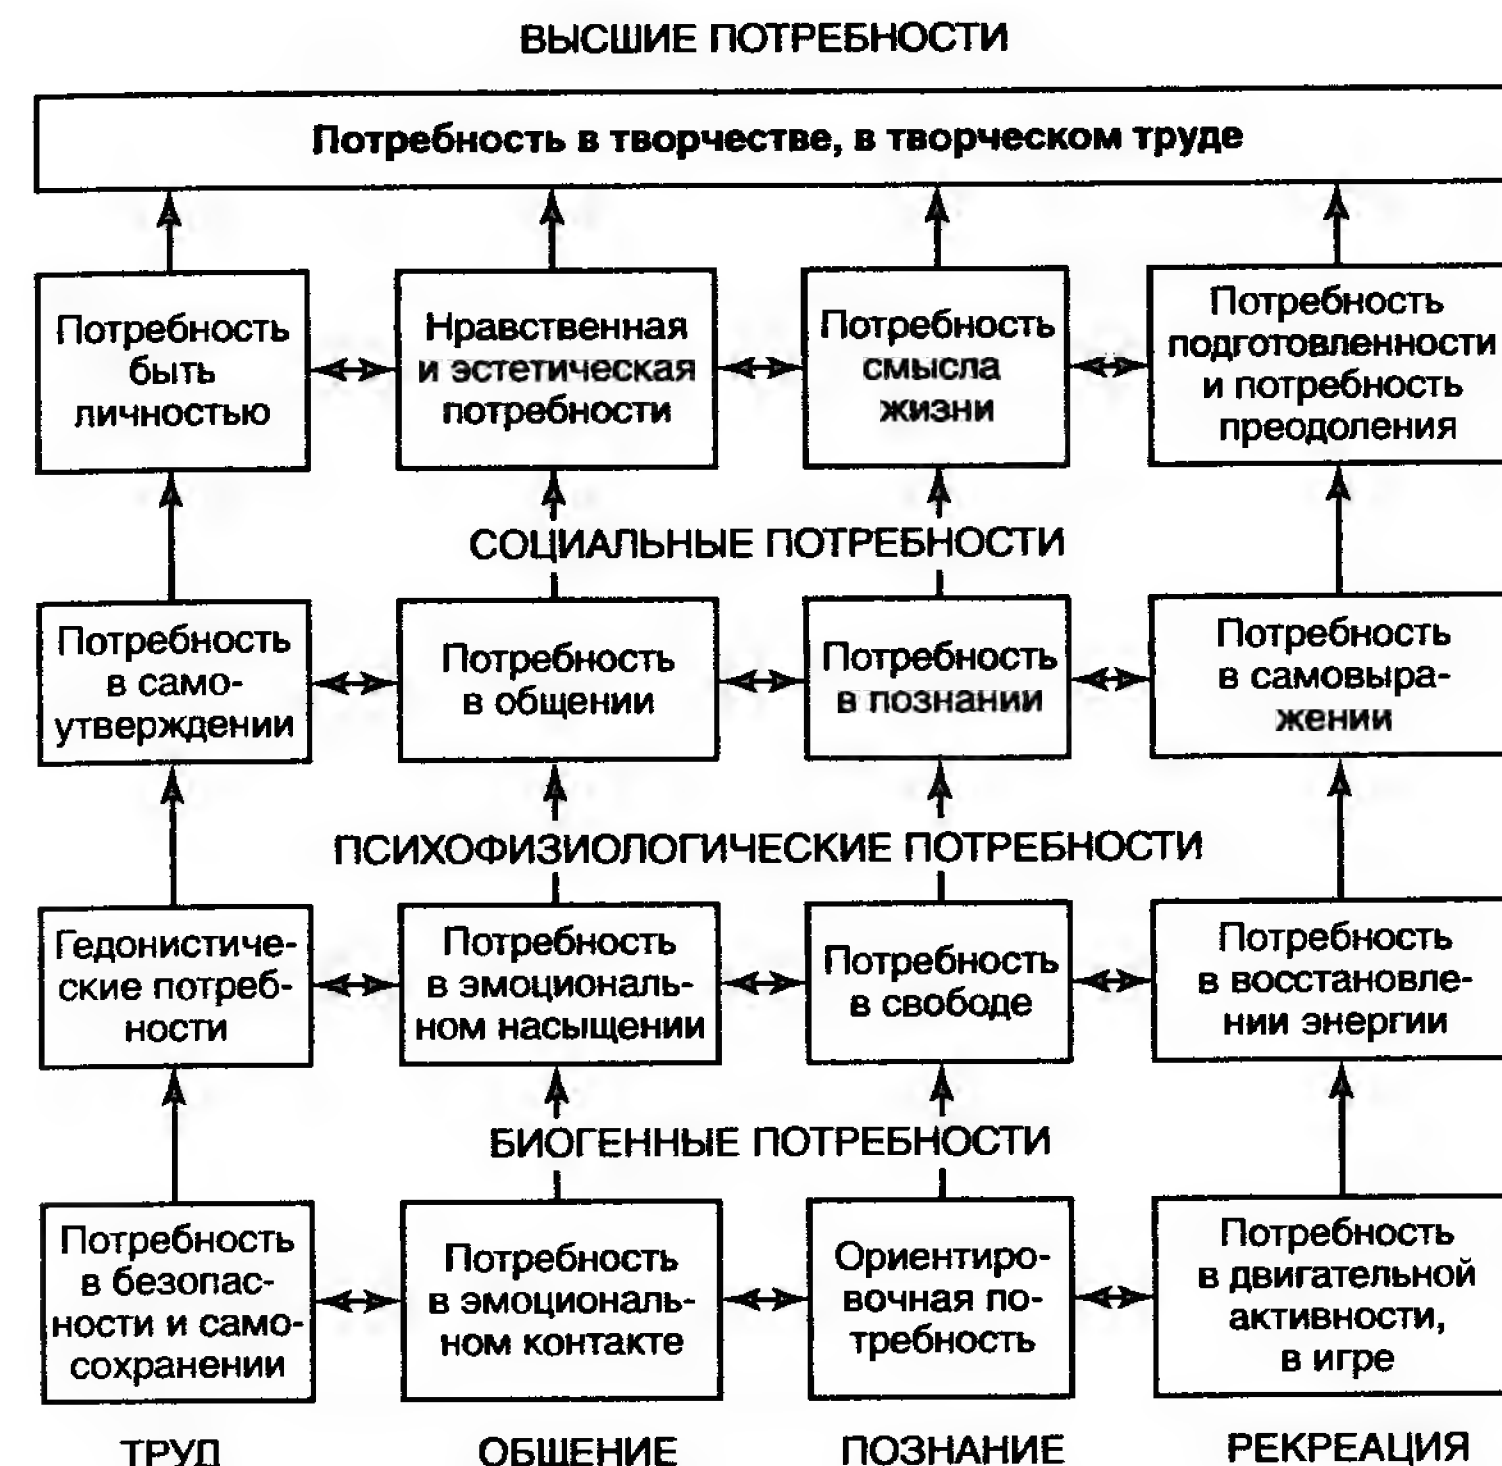 ВЫСШИЕ ПОТРЕБНОСТИ
Потребность в творчестве, в творческом труде
Потребность
быть
личностью
Нравственная
и эстетическая
потребности
Потребность
смысла
жизни
Потребность
подготовленности
и потребность
преодоления
СОЦИАЛЬНЫЕ ПОТРЕБНОСТИ
Потребность
в само-
утверждении
Потребность
в общении
Потребность
в познании
Потребность
в самовыра-
жении
ПСИХОФИЗИОЛОГИЧЕСКИЕ ПОТРЕБНОСТИ
Гедонистиче-
ские потреб-
ности
Потребность
в эмоциональ-
ном насыщении
Потребность
в свободе
Потребность
в восстановле-
нии энергии
БИОГЕННЫЕ ПОТРЕБНОСТИ
Потребность
в безопас-
ности и само-
сохранении
Потребность
в эмоциональ-
ном контакте
Ориентиро-
вочная по-
требность
Потребность
в двигательной
активности,
в игре
ТРУД
ОБЩЕНИЕ
ПОЗНАНИЕ
РЕКРЕАЦИЯ